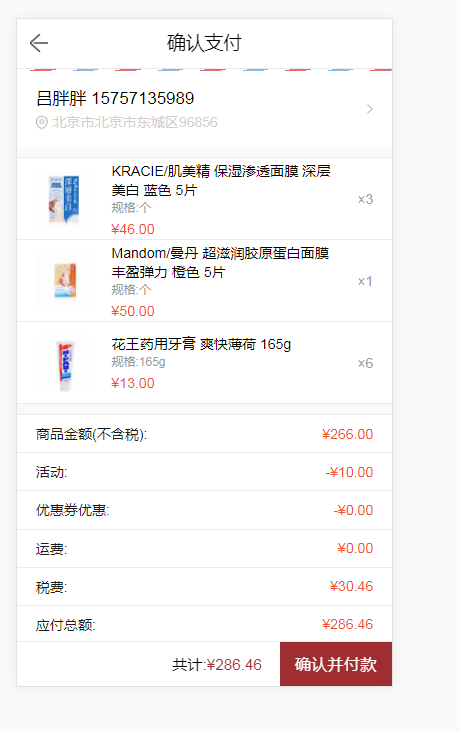 确认支付
吕胖胖 15757135989
北京市北京市东城区96856
KRACIE/肌美精 保湿渗透面膜 深层
美白 蓝色 5片
规格:个
×3
¥46.00
Mandom/曼丹 超滋润胶原蛋白面膜
丰盈弹力 橙色 5片
规格:个
×1
¥50.00
花王药用牙膏 爽快薄荷 165g
规格:165g
×6
¥13.00
商品金额(不含税): ¥266.00
活动: -¥10.00
优惠券优惠: -¥0.00
运费: ¥0.00
税费: ¥30.46
应付总额: ¥286.46
共计:¥286.46 确认并付款